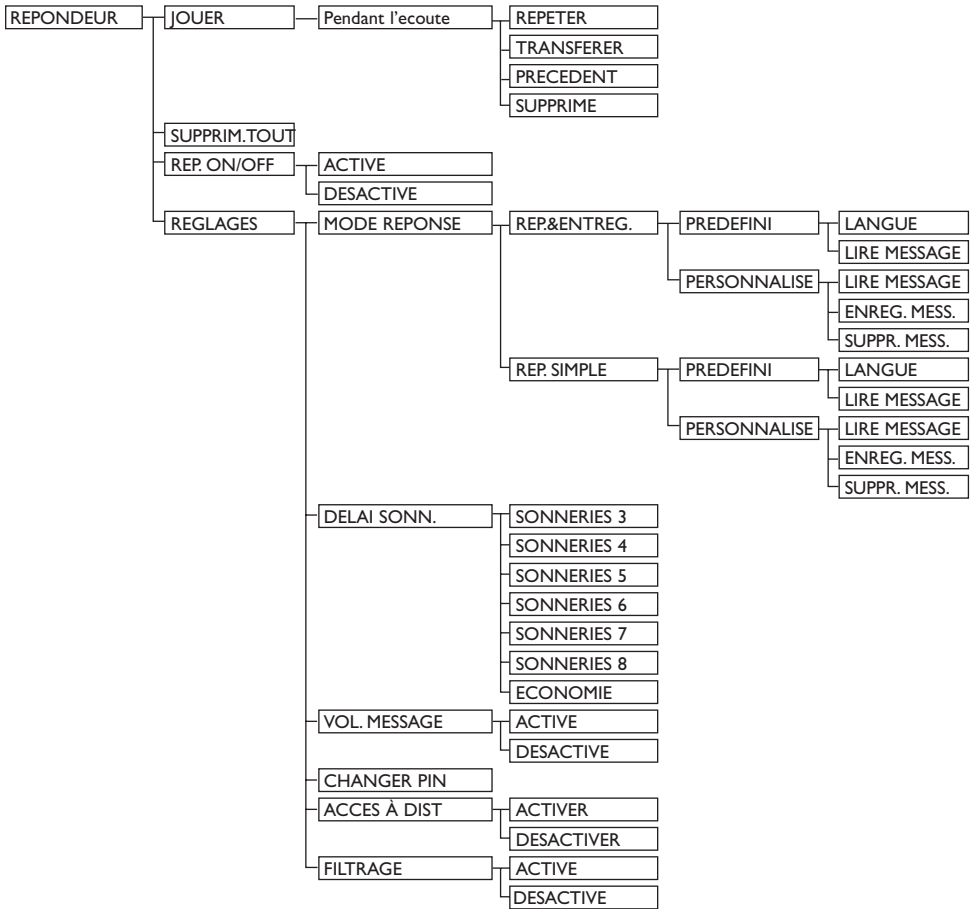 REPONDEUR JOUER Pendant l'ecoute REPETER
TRANSFERER
PRECEDENT
SUPPRIME
SUPPRIM.TOUT
REP. ON/OFF ACTIVE
DESACTIVE
REGLAGES MODE REPONSE REP.&ENTREG. PREDEFINI LANGUE
LIRE MESSAGE
PERSONNALISE LIRE MESSAGE
ENREG. MESS.
SUPPR. MESS.
REP. SIMPLE PREDEFINI LANGUE
LIRE MESSAGE
PERSONNALISE LIRE MESSAGE
ENREG. MESS.
SUPPR. MESS.
DELAI SONN. SONNERIES 3
SONNERIES 4
SONNERIES 5
SONNERIES 6
SONNERIES 7
SONNERIES 8
ECONOMIE
VOL. MESSAGE ACTIVE
DESACTIVE
CHANGER PIN
ACCES À DIST ACTIVER
DESACTIVER
FILTRAGE ACTIVE
DESACTIVE